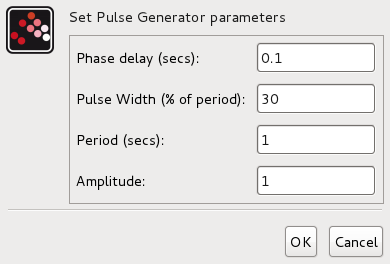 Set Pulse Generator parameters
Phase delay (secs): 0.1
Pulse Width (% of period): 30
Period (secs): 1
Amplitude: 1
OK Cancel